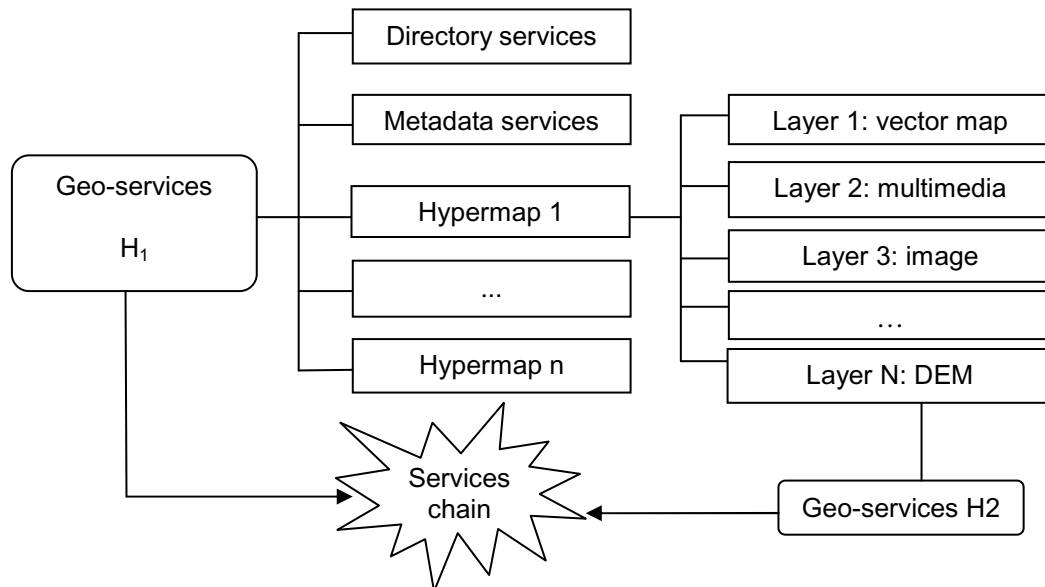 Directory services
Metadata services
Geo-services
H₁
Hypermap 1
...
Hypermap n
Layer 1: vector map
Layer 2: multimedia
Layer 3: image
…
Layer N: DEM
Services
chain
Geo-services H2